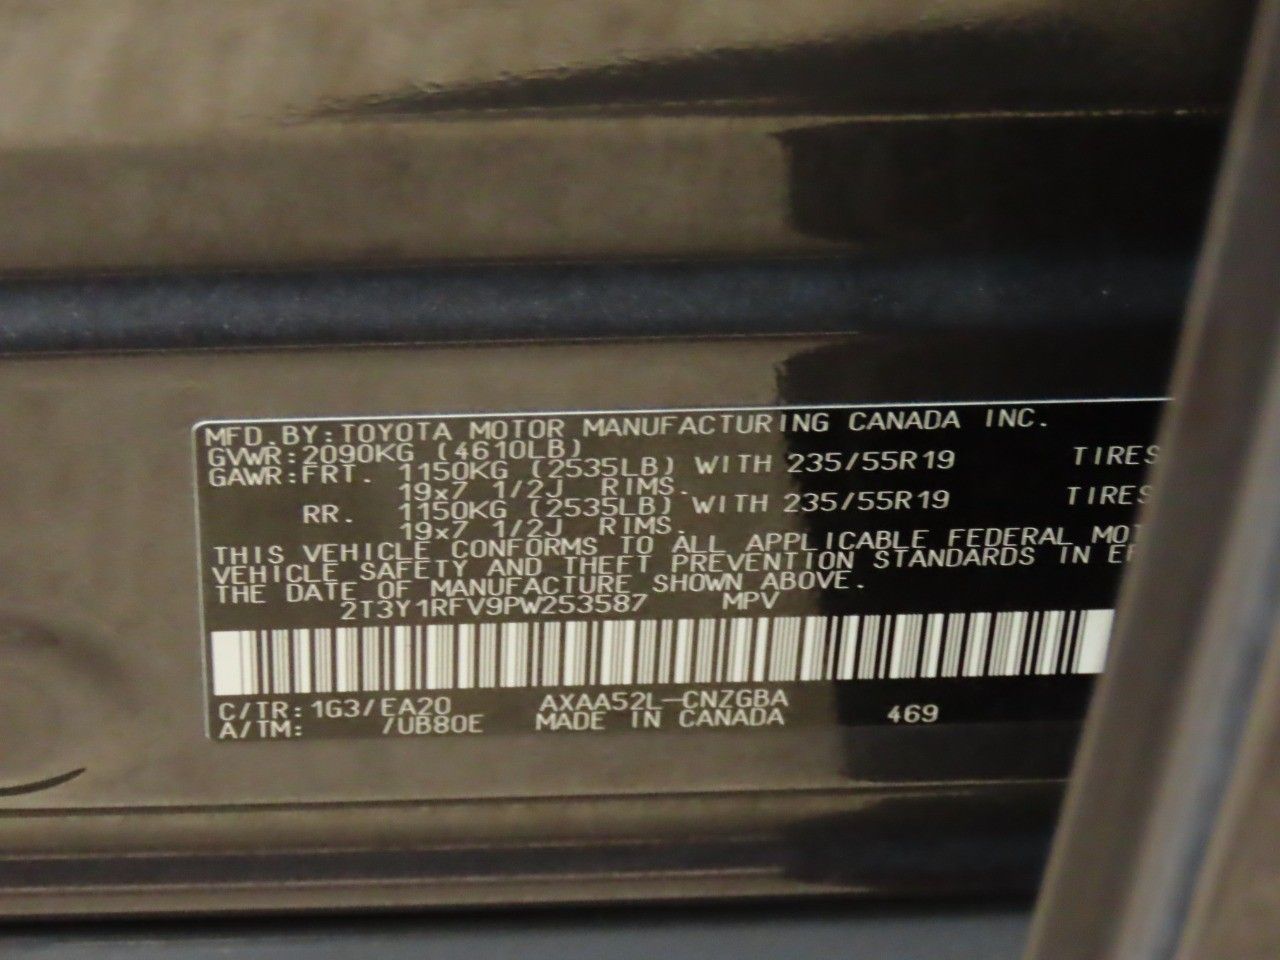 MFD.BY:TOYOTA MOTOR MANUFACTURING CANADA INC.
GVWR:2090KG (4610LB)
GAWR:FRT. 1150KG (2535LB) WITH 235/55R19 TIRES
19x7 1/2J RIMS.
RR. 1150KG (2535LB) WITH 235/55R19 TIRES
19x7 1/2J RIMS.
THIS VEHICLE CONFORMS TO ALL APPLICABLE FEDERAL MOT
VEHICLE SAFETY AND THEFT PREVENTION STANDARDS IN
THE DATE OF MANUFACTURE SHOWN ABOVE.
2T3Y1RFV9PW253587 MPV
C/TR: 1G3/EA20 AXAA52L-CNZGBA
A/TM: /UB80E MADE IN CANADA 469